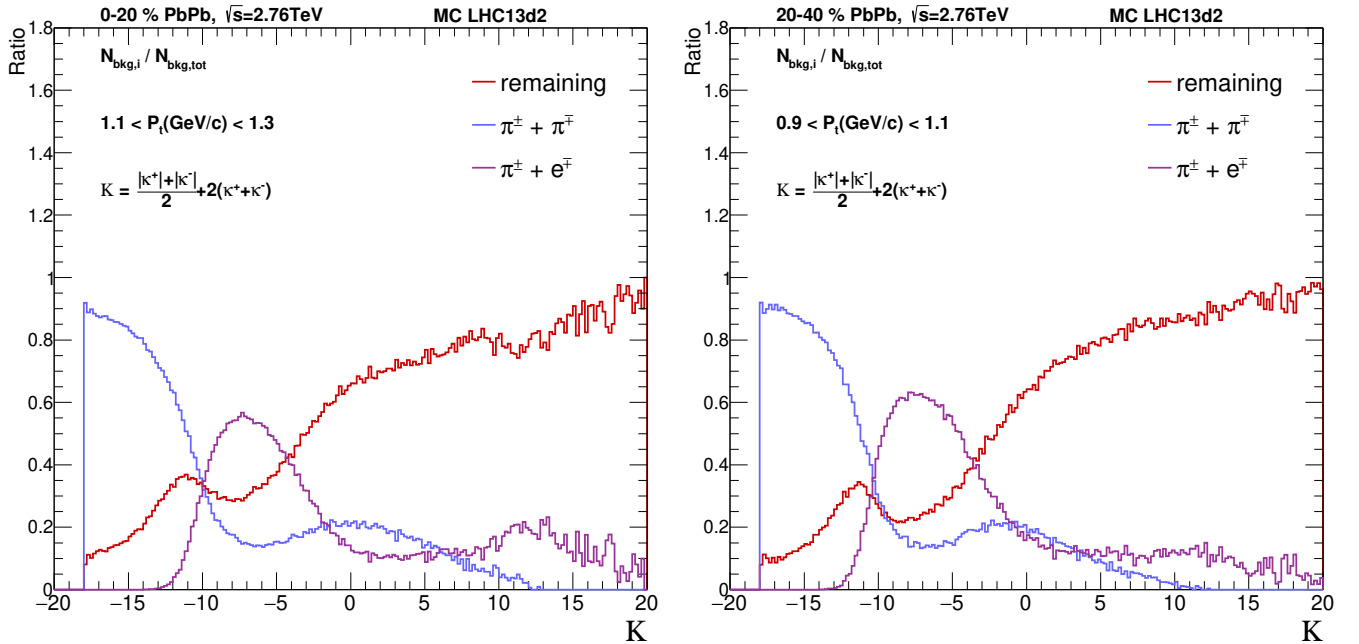 0-20 % PbPb, √s=2.76TeV MC LHC13d2
Ratio
1.8
1.6
1.4
1.2
1
0.8
0.6
0.4
0.2
0
N_bkg,i / N_bkg,tot
1.1 < P_t(GeV/c) < 1.3
K = |κ⁺|+|κ⁻|/2 +2(κ⁺+κ⁻)
remaining
π± + π∓
π± + e∓
−20 −15 −10 −5 0 5 10 15 20
K
20-40 % PbPb, √s=2.76TeV MC LHC13d2
Ratio
1.8
1.6
1.4
1.2
1
0.8
0.6
0.4
0.2
0
N_bkg,i / N_bkg,tot
0.9 < P_t(GeV/c) < 1.1
K = |κ⁺|+|κ⁻|/2 +2(κ⁺+κ⁻)
remaining
π± + π∓
π± + e∓
−20 −15 −10 −5 0 5 10 15 20
K